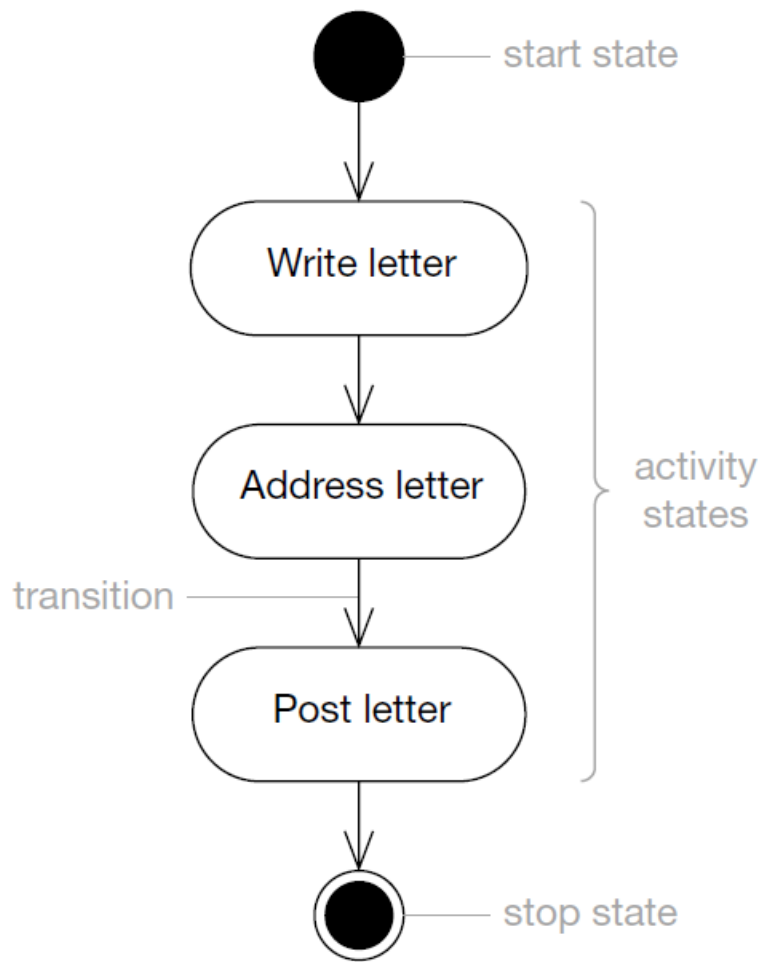 start state
Write letter
Address letter
activity
states
transition
Post letter
stop state